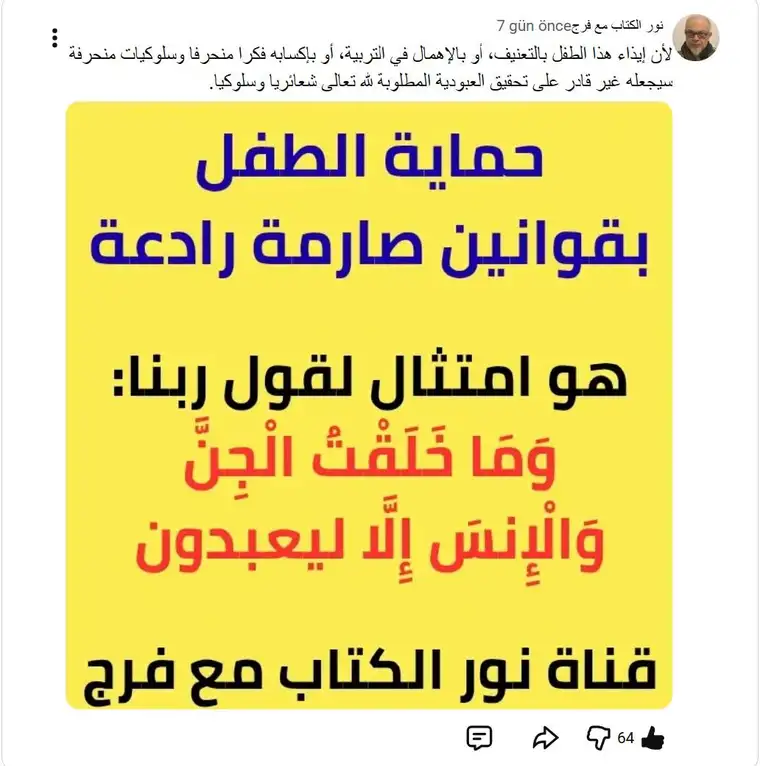 نور الكتاب مع فرج7 gün önce
لأن إيذاء هذا الطفل بالتعنيف، أو بالإهمال في التربية، أو بإكسابه فكرا منحرفا وسلوكيات منحرفة
سيجعله غير قادر على تحقيق العبودية المطلوبة لله تعالى شعائريا وسلوكيا.
حماية الطفل
بقوانين صارمة رادعة
هو امتثال لقول ربنا:
وَمَا خَلَقْتُ الْجِنَّ
وَالْإِنسَ إِلَّا ليعبدون
قناة نور الكتاب مع فرج
64